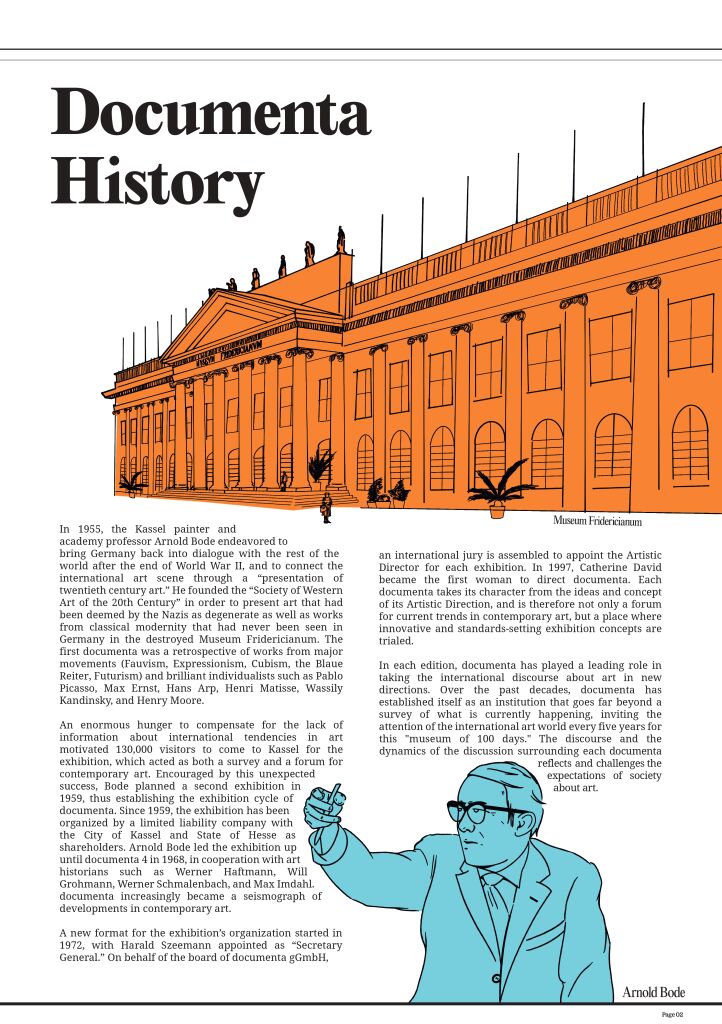 Documenta
History
MUSEUM FRIDERICIANUM
Museum Fridericianum
In 1955, the Kassel painter and
academy professor Arnold Bode endeavored to
bring Germany back into dialogue with the rest of the
world after the end of World War II, and to connect the
international art scene through a “presentation of
twentieth century art.” He founded the “Society of Western
Art of the 20th Century” in order to present art that had
been deemed by the Nazis as degenerate as well as works
from classical modernity that had never been seen in
Germany in the destroyed Museum Fridericianum. The
first documenta was a retrospective of works from major
movements (Fauvism, Expressionism, Cubism, the Blaue
Reiter, Futurism) and brilliant individualists such as Pablo
Picasso, Max Ernst, Hans Arp, Henri Matisse, Wassily
Kandinsky, and Henry Moore.
An enormous hunger to compensate for the lack of
information about international tendencies in art
motivated 130,000 visitors to come to Kassel for the
exhibition, which acted as both a survey and a forum for
contemporary art. Encouraged by this unexpected
success, Bode planned a second exhibition in
1959, thus establishing the exhibition cycle of
documenta. Since 1959, the exhibition has been
organized by a limited liability company with
the City of Kassel and State of Hesse as
shareholders. Arnold Bode led the exhibition up
until documenta 4 in 1968, in cooperation with art
historians such as Werner Haftmann, Will
Grohmann, Werner Schmalenbach, and Max Imdahl.
documenta increasingly became a seismograph of
developments in contemporary art.
A new format for the exhibition’s organization started in
1972, with Harald Szeemann appointed as “Secretary
General.” On behalf of the board of documenta gGmbH,
an international jury is assembled to appoint the Artistic
Director for each exhibition. In 1997, Catherine David
became the first woman to direct documenta. Each
documenta takes its character from the ideas and concept
of its Artistic Direction, and is therefore not only a forum
for current trends in contemporary art, but a place where
innovative and standards-setting exhibition concepts are
trialed.
In each edition, documenta has played a leading role in
taking the international discourse about art in new
directions. Over the past decades, documenta has
established itself as an institution that goes far beyond a
survey of what is currently happening, inviting the
attention of the international art world every five years for
this "museum of 100 days." The discourse and the
dynamics of the discussion surrounding each documenta
reflects and challenges the
expectations of society
about art.
Arnold Bode
Page 02